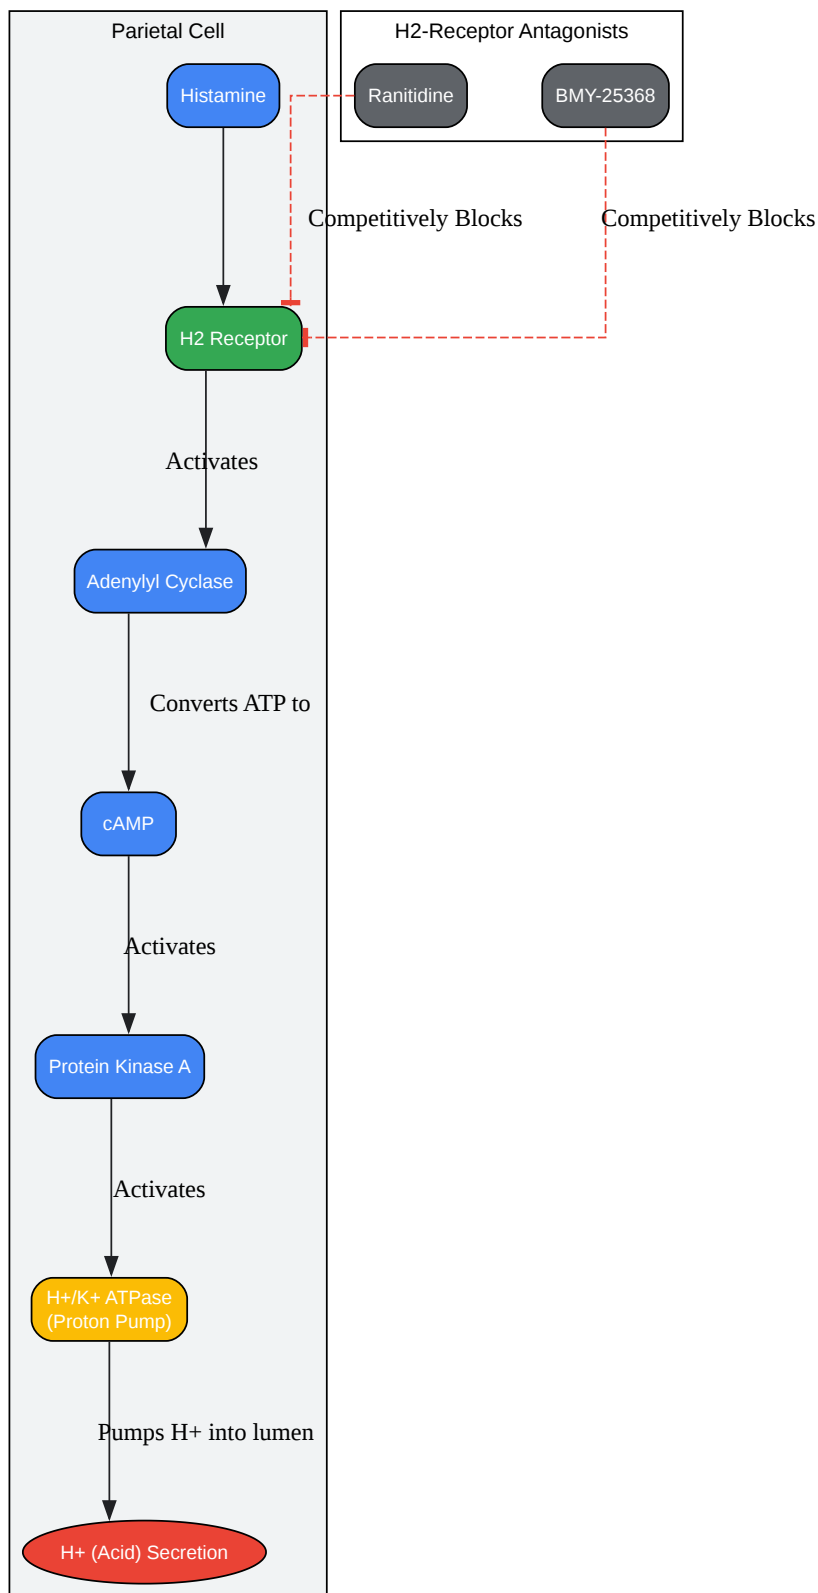 Parietal Cell
H2-Receptor Antagonists
Histamine
Ranitidine
BMY-25368
Competitively Blocks
Competitively Blocks
H2 Receptor
Activates
Adenylyl Cyclase
Converts ATP to
cAMP
Activates
Protein Kinase A
Activates
H+/K+ ATPase
(Proton Pump)
Pumps H+ into lumen
H+ (Acid) Secretion